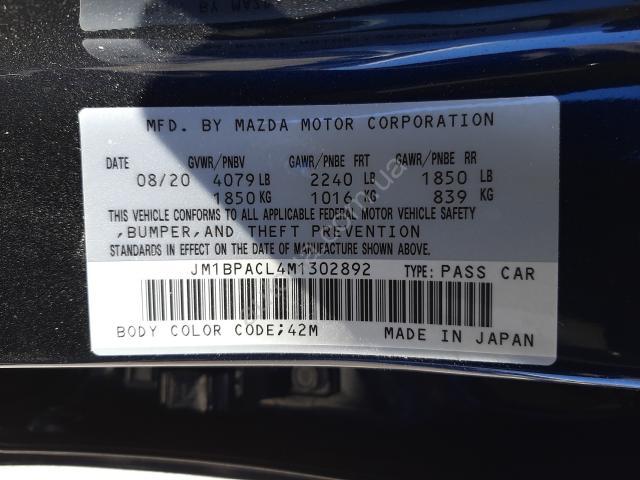 MFD. BY MAZDA MOTOR CORPORATION
DATE GVWR/PNBV GAWR/PNBE FRT GAWR/PNBE RR
08/20 4079 LB 2240 LB 1850 LB
1850 KG 1016 KG 839 KG
THIS VEHICLE CONFORMS TO ALL APPLICABLE FEDERAL MOTOR VEHICLE SAFETY
,BUMPER,AND THEFT PREVENTION
STANDARDS IN EFFECT ON THE DATE OF MANUFACTURE SHOWN ABOVE.
JM1BPACL4M1302892 TYPE: PASS CAR
BODY COLOR CODE;42M MADE IN JAPAN